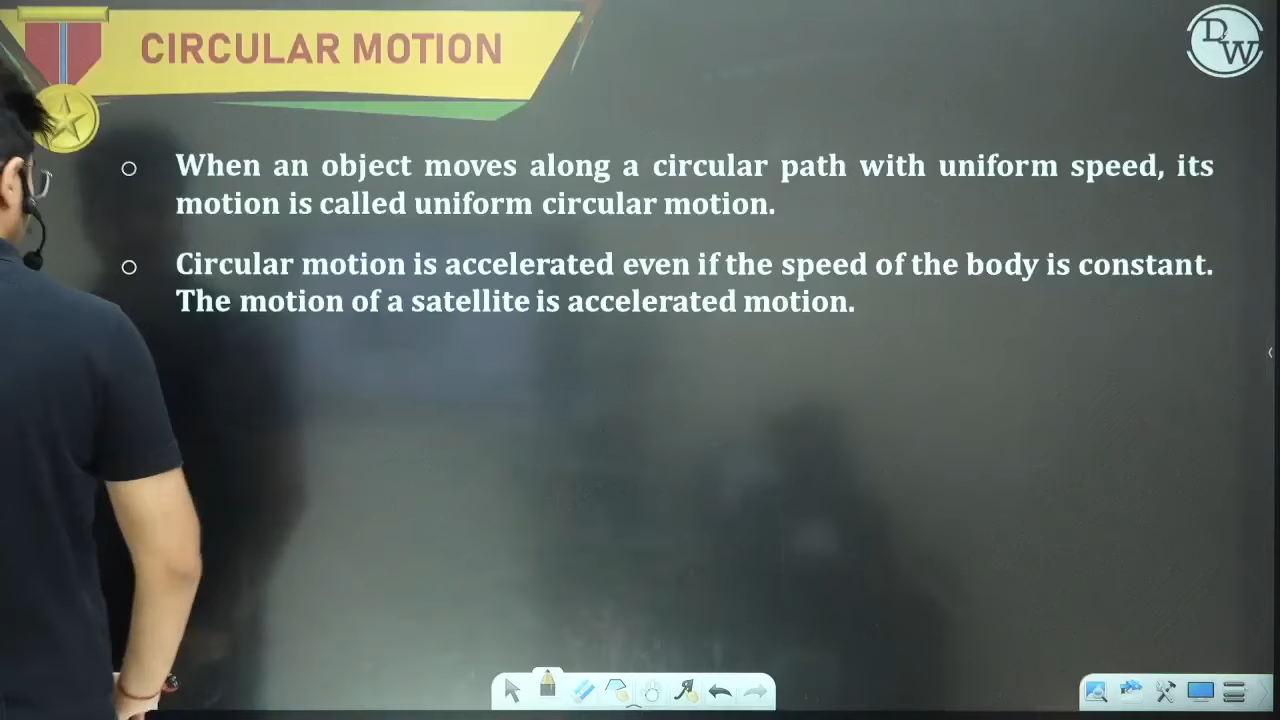 CIRCULAR MOTION
DW
When an object moves along a circular path with uniform speed, its
motion is called uniform circular motion.
Circular motion is accelerated even if the speed of the body is constant.
The motion of a satellite is accelerated motion.